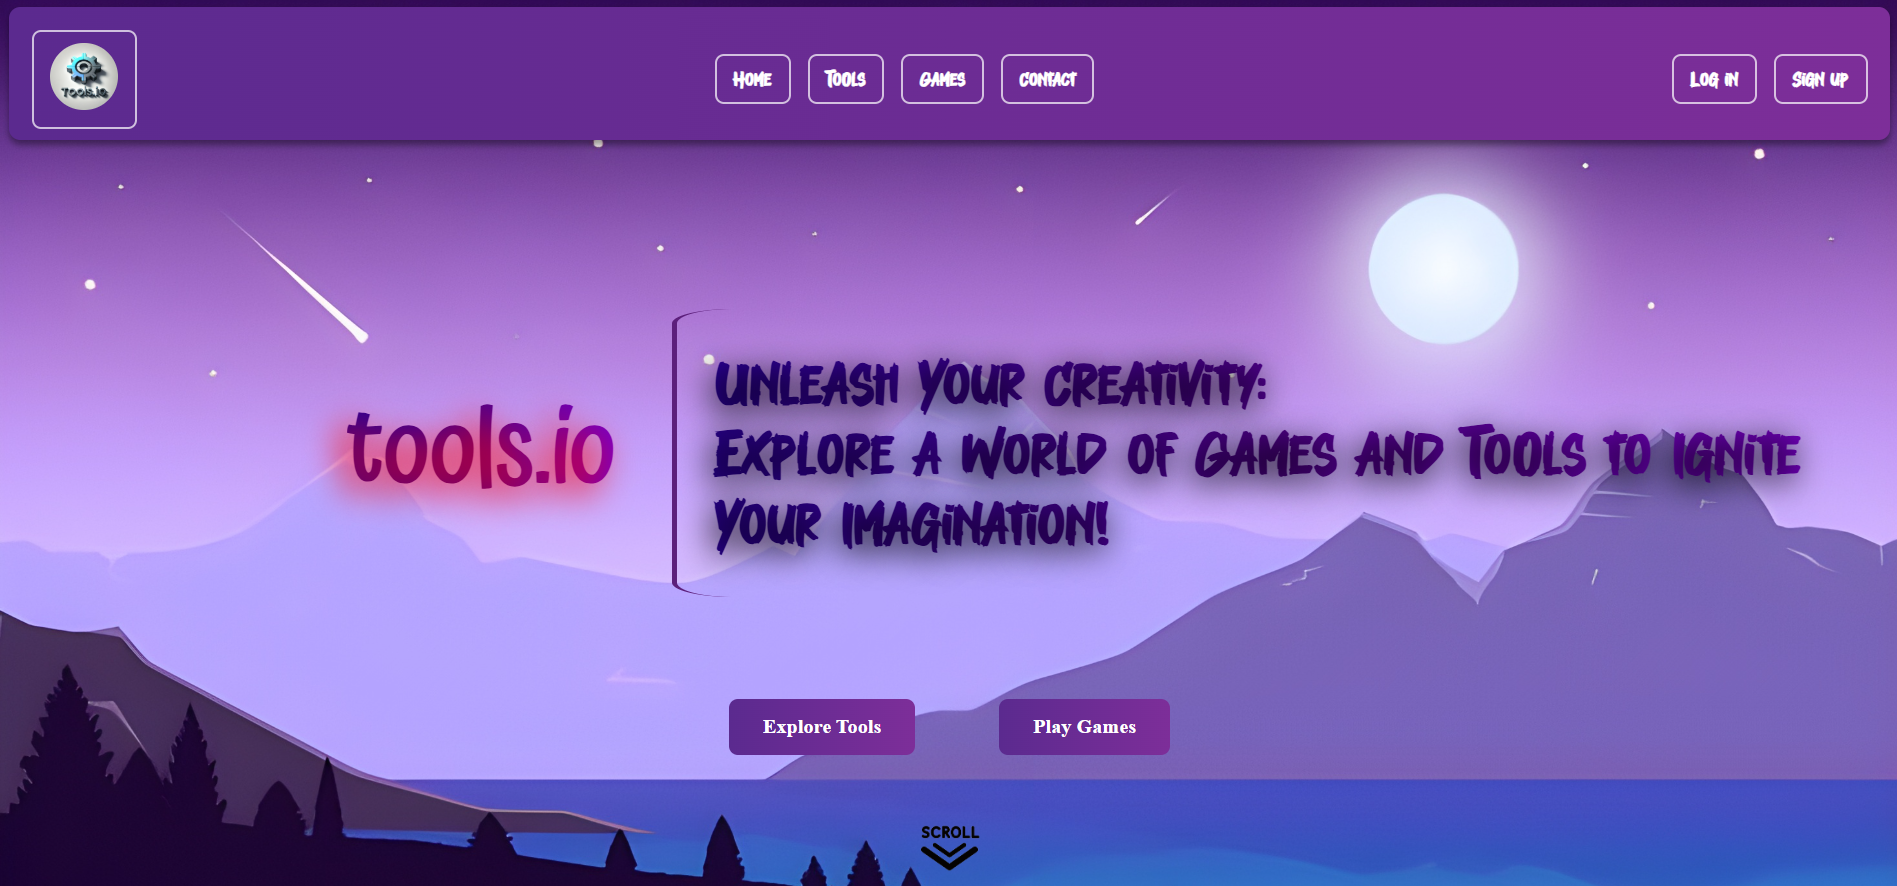 Tools.io
Home
Tools
Games
Contact
Log in
Sign up
tools.io
Unleash Your Creativity:
Explore a World of Games and Tools to Ignite
Your Imagination!
Explore Tools
Play Games
SCROLL